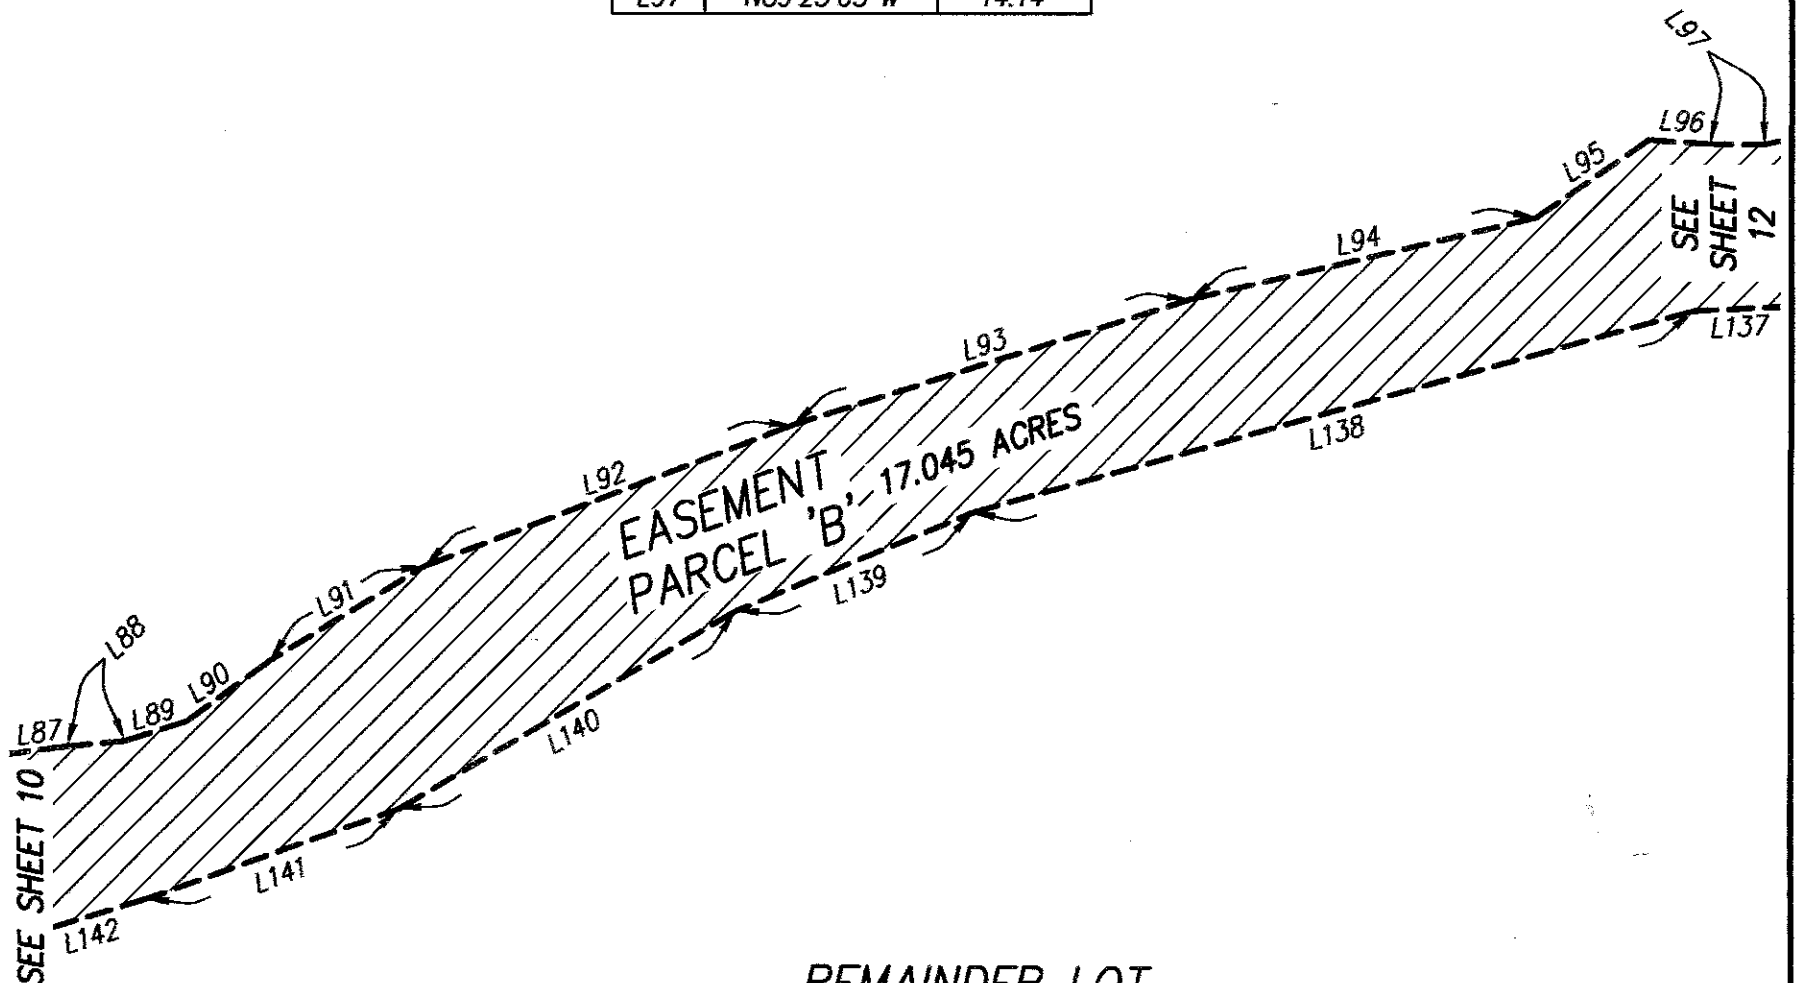 L97
L96
L95
SEE
SHEET
12
L94
L137
L93
L138
L92
EASEMENT
PARCEL 'B' 17.045 ACRES
L139
L91
L88
L90
L89
L87
L140
L141
L142
SEE SHEET 10
REMAINDER LOT